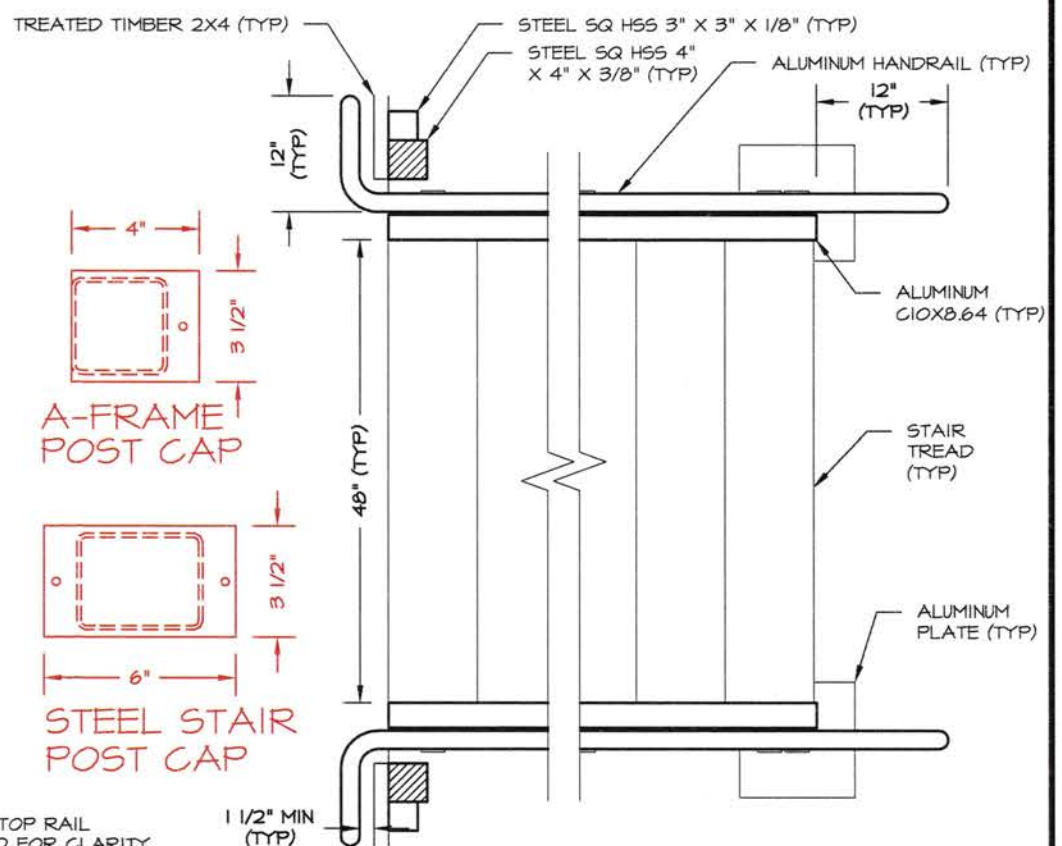 TREATED TIMBER 2X4 (TYP)
STEEL SQ HSS 3" X 3" X 1/8" (TYP)
STEEL SQ HSS 4"
X 4" X 3/8" (TYP)
ALUMINUM HANDRAIL (TYP)
12"
(TYP)
12"
(TYP)
4"
3 1/2"
A-FRAME
POST CAP
ALUMINUM
C10X8.64 (TYP)
48" (TYP)
STAIR
TREAD
(TYP)
3 1/2"
6"
STEEL STAIR
POST CAP
ALUMINUM
PLATE (TYP)
TOP RAIL
FOR CLARITY
1 1/2" MIN
(TYP)